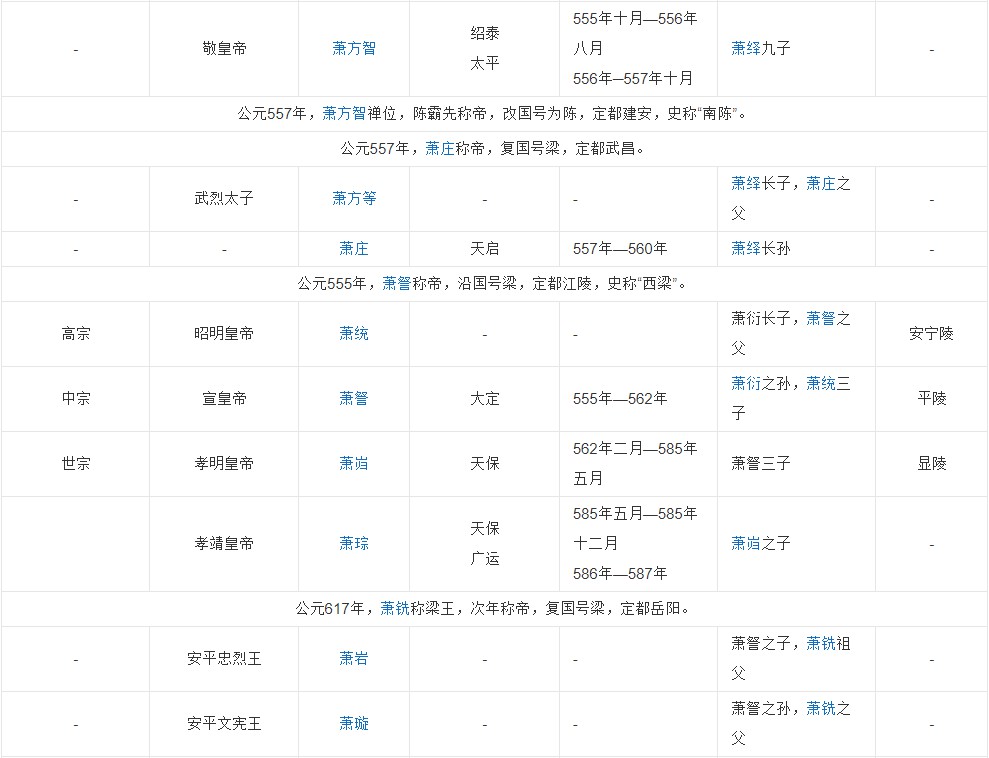 - 敬皇帝 萧方智 绍泰 太平 555年十月—556年八月 556年—557年十月 萧绎九子 -
公元557年，萧方智禅位，陈霸先称帝，改国号为陈，定都建安，史称“南陈”。
公元557年，萧庄称帝，复国号梁，定都武昌。
- 武烈太子 萧方等 - - 萧绎长子，萧庄之父 -
- - 萧庄 天启 557年—560年 萧绎长孙 -
公元555年，萧詧称帝，沿国号梁，定都江陵，史称“西梁”。
高宗 昭明皇帝 萧统 - - 萧衍长子，萧詧之父 安宁陵
中宗 宣皇帝 萧詧 大定 555年—562年 萧衍之孙，萧统三子 平陵
世宗 孝明皇帝 萧岿 天保 562年二月—585年五月 萧詧三子 显陵
孝靖皇帝 萧琮 天保 广运 585年五月—585年十二月 586年—587年 萧岿之子 -
公元617年，萧铣称梁王，次年称帝，复国号梁，定都岳阳。
- 安平忠烈王 萧岩 - - 萧詧之子，萧铣祖父 -
- 安平文宪王 萧璇 - - 萧詧之孙，萧铣之父 -